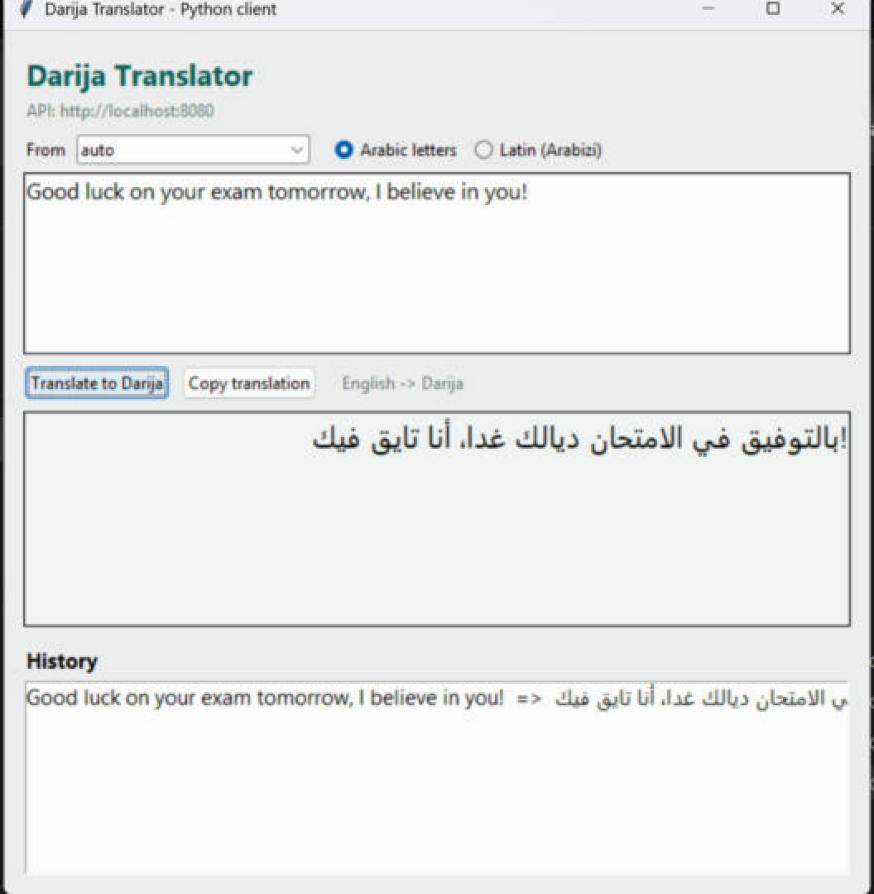 Darija Translator - Python client
Darija Translator
API: http://localhost:8080
From auto Arabic letters Latin (Arabizi)
Good luck on your exam tomorrow, I believe in you!
Translate to Darija Copy translation English -> Darija
بالتوفيق في الامتحان ديالك غدا، أنا تايق فيك!
History
Good luck on your exam tomorrow, I believe in you! => ي الامتحان ديالك غدا، أنا تايق فيك